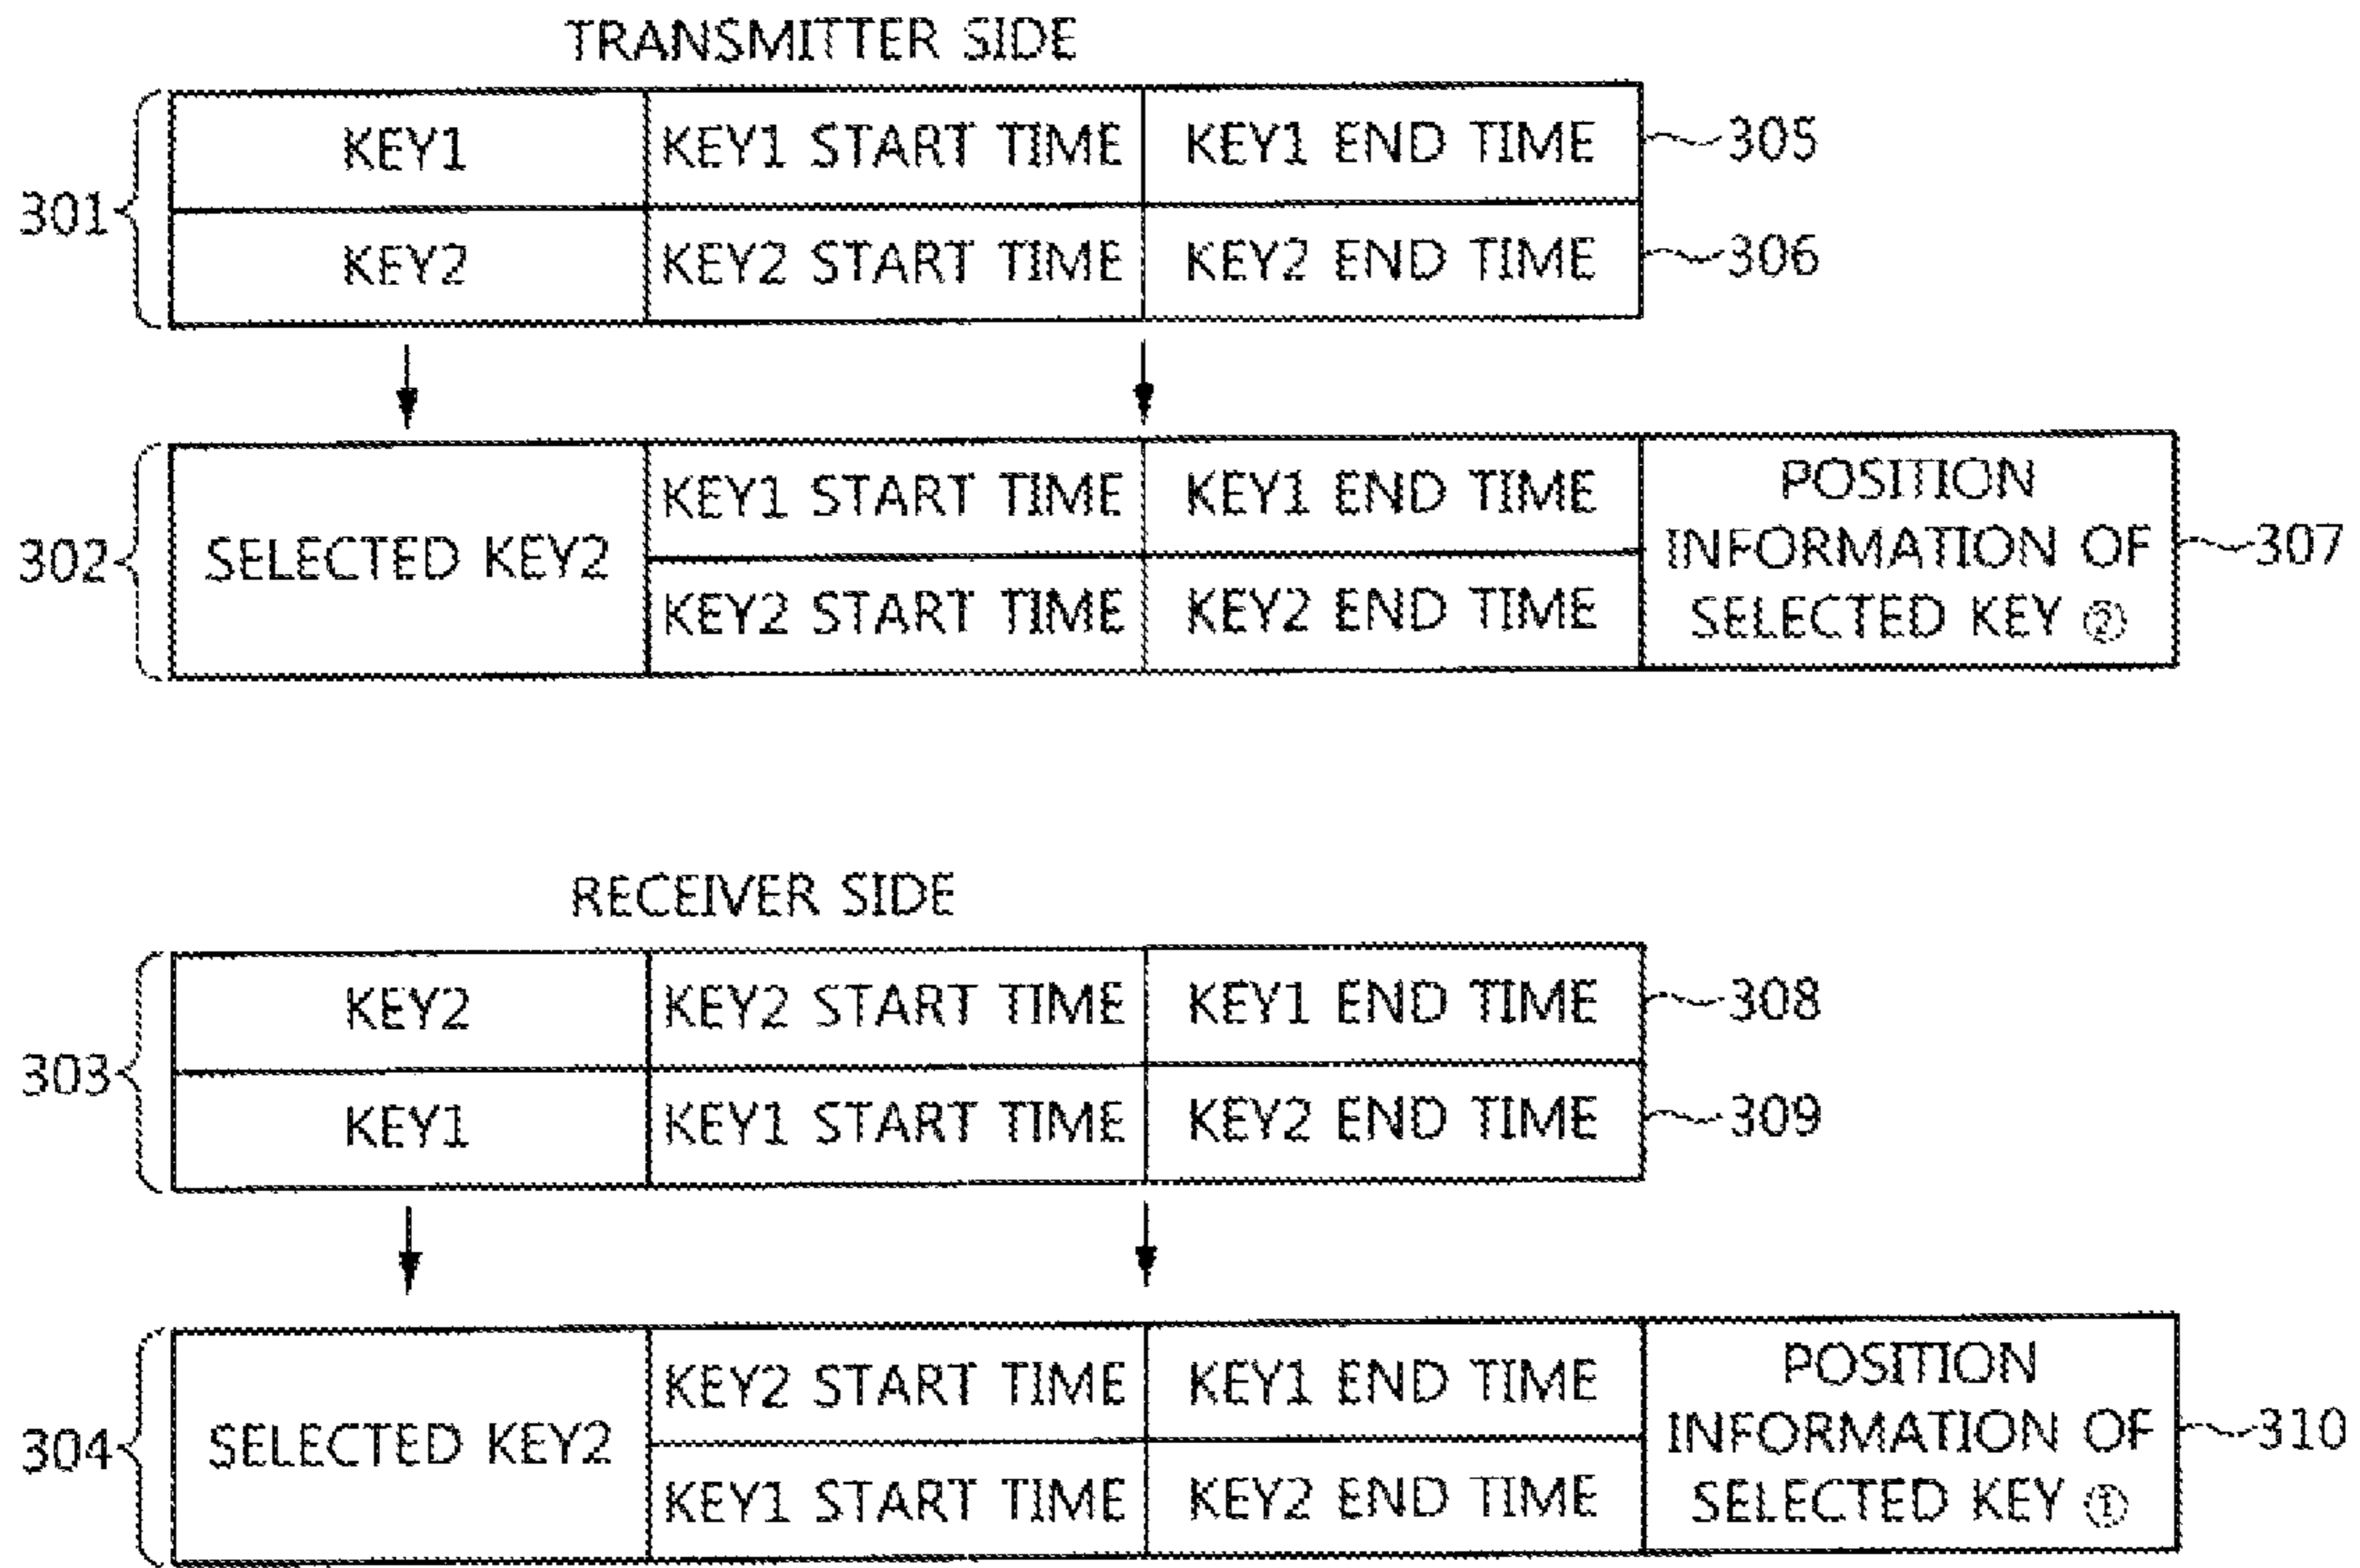 TRANSMITTER SIDE
301
KEY1 KEY1 START TIME KEY1 END TIME 305
KEY2 KEY2 START TIME KEY2 END TIME 306
302
SELECTED KEY2
KEY1 START TIME KEY1 END TIME
KEY2 START TIME KEY2 END TIME
POSITION
INFORMATION OF
SELECTED KEY ②
307
RECEIVER SIDE
303
KEY2 KEY2 START TIME KEY1 END TIME 308
KEY1 KEY1 START TIME KEY2 END TIME 309
304
SELECTED KEY2
KEY2 START TIME KEY1 END TIME
KEY1 START TIME KEY2 END TIME
POSITION
INFORMATION OF
SELECTED KEY ①
310